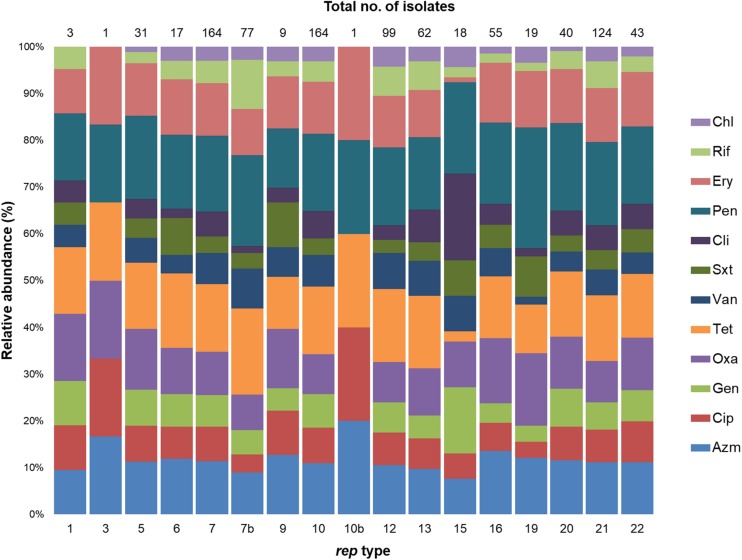 Total no. of isolates
3 1 31 17 164 77 9 164 1 99 62 18 55 19 40 124 43
100%
90%
80%
70%
60%
50%
40%
30%
20%
10%
0%
Relative abundance (%)
1 3 5 6 7 7b 9 10 10b 12 13 15 16 19 20 21 22
rep type
Chl
Rif
Ery
Pen
Cli
Sxt
Van
Tet
Oxa
Gen
Cip
Azm